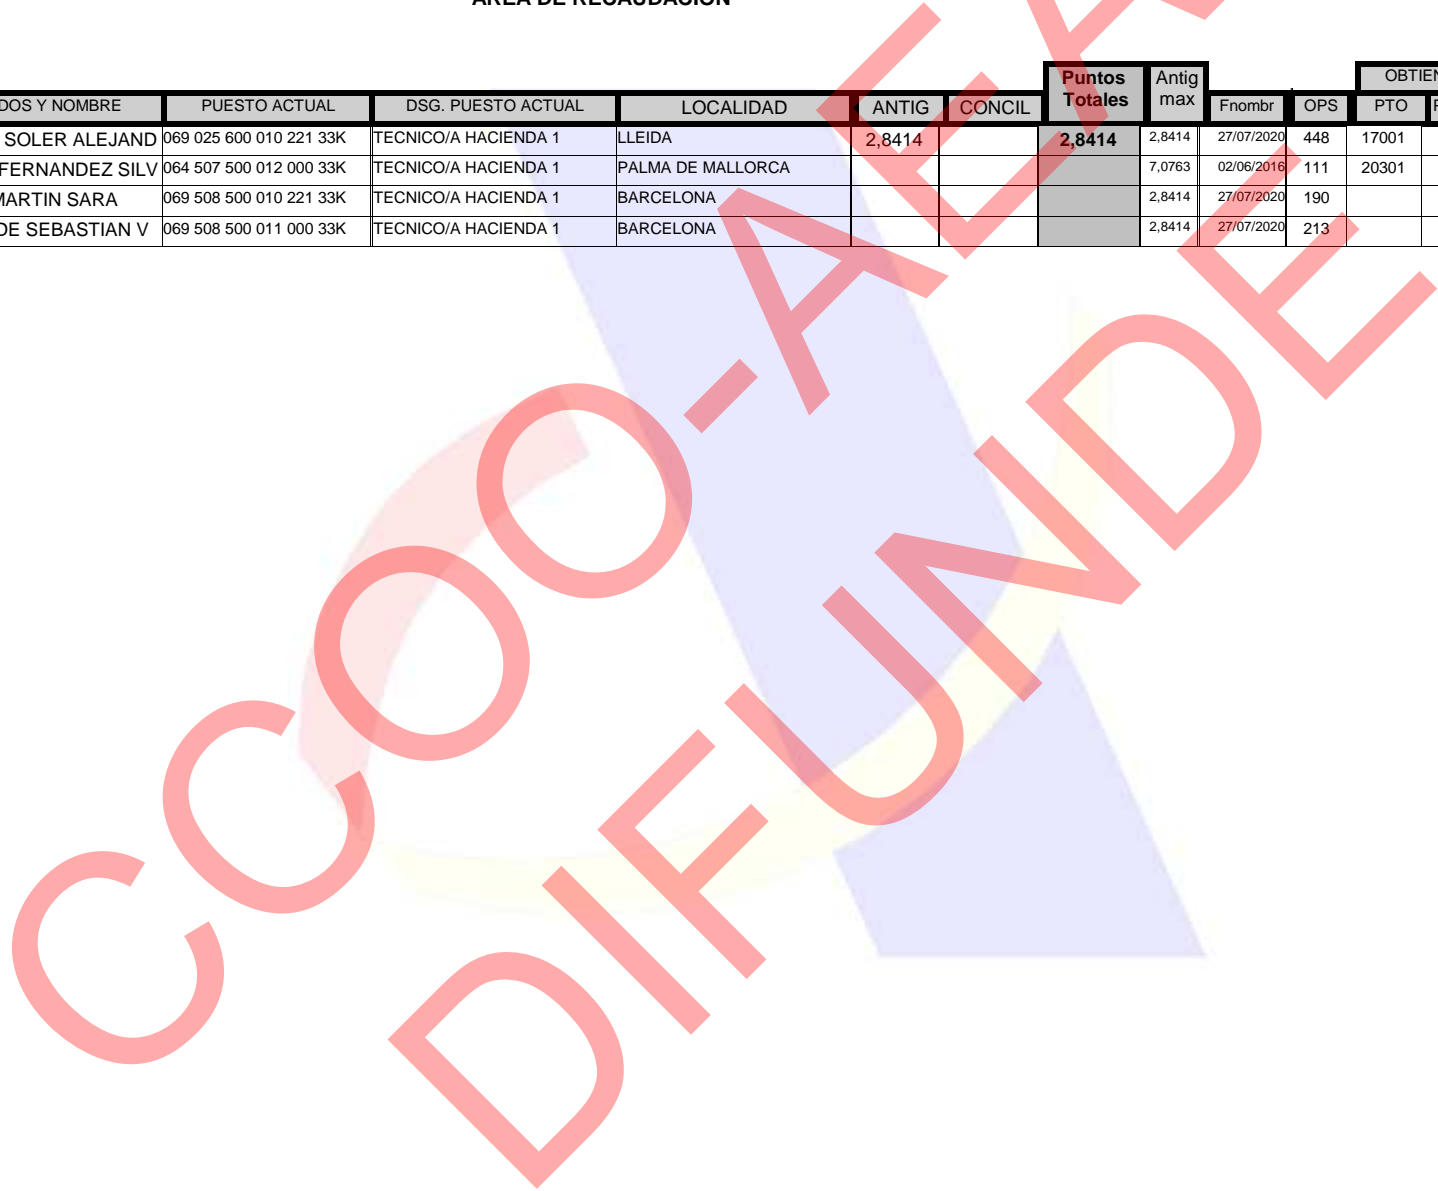 AREA DE RECAUDACION
Puntos Totales Antig max OBTIEN
DOS Y NOMBRE PUESTO ACTUAL DSG. PUESTO ACTUAL LOCALIDAD ANTIG CONCIL Fnombr OPS PTO
SOLER ALEJAND 069 025 600 010 221 33K TECNICO/A HACIENDA 1 LLEIDA 2,8414 2,8414 2,8414 27/07/2020 448 17001
FERNANDEZ SILV 064 507 500 012 000 33K TECNICO/A HACIENDA 1 PALMA DE MALLORCA 7,0763 02/06/2016 111 20301
MARTIN SARA 069 508 500 010 221 33K TECNICO/A HACIENDA 1 BARCELONA 2,8414 27/07/2020 190
DE SEBASTIAN V 069 508 500 011 000 33K TECNICO/A HACIENDA 1 BARCELONA 2,8414 27/07/2020 213
CCOO-AEA
DIFUNDE